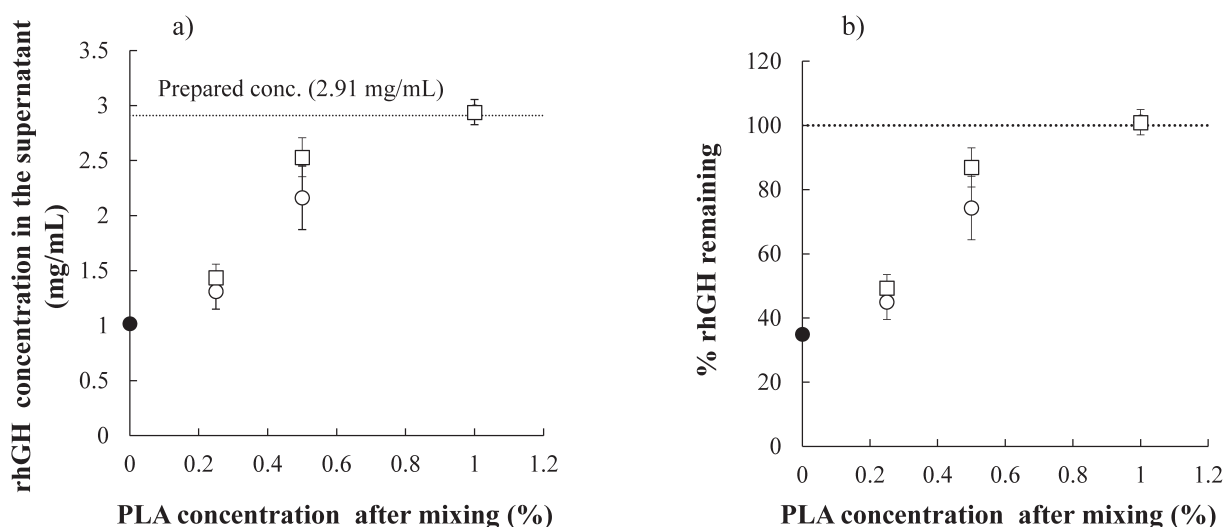 a)
rhGH concentration in the supernatant
(mg/mL)
3.5
3
2.5
2
1.5
1
0.5
0
Prepared conc. (2.91 mg/mL)
0 0.2 0.4 0.6 0.8 1 1.2
PLA concentration after mixing (%)
b)
% rhGH remaining
120
100
80
60
40
20
0
0 0.2 0.4 0.6 0.8 1 1.2
PLA concentration after mixing (%)